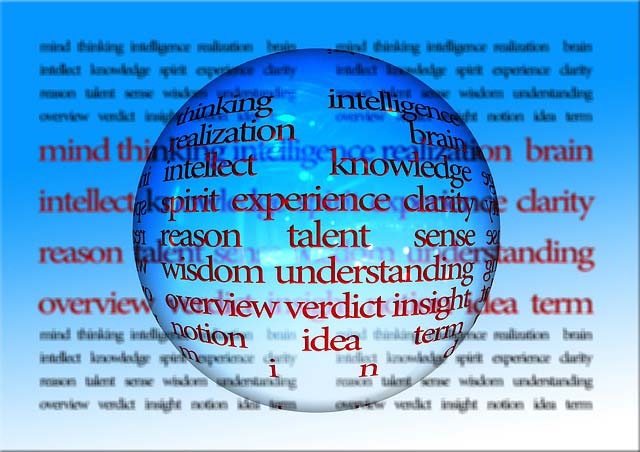 mind thinking intelligence realization brain mind thinking intelligence realization brain
intellect knowledge spirit experience clarity intellect knowledge spirit experience clarity
reason talent sense wisdom understanding reason talent sense wisdom understanding
overview verdict insight notion idea term overview verdict insight notion idea term
thinking intelligence
realization brain
mind thinking intelligence realization brain
intellect knowledge
spirit experience clarity
intellect clarity
reason talent sense
reason talent sense wisdom understanding
wisdom understanding
overview verdict insight
overview idea term
notion idea term
m i n d
mind thinking intelligence realization brain mind thinking intelligence realization brain
intellect knowledge spirit experience clarity intellect knowledge spirit experience clarity
reason talent sense wisdom understanding reason talent sense wisdom understanding
overview verdict insight notion idea term overview verdict insight notion idea term